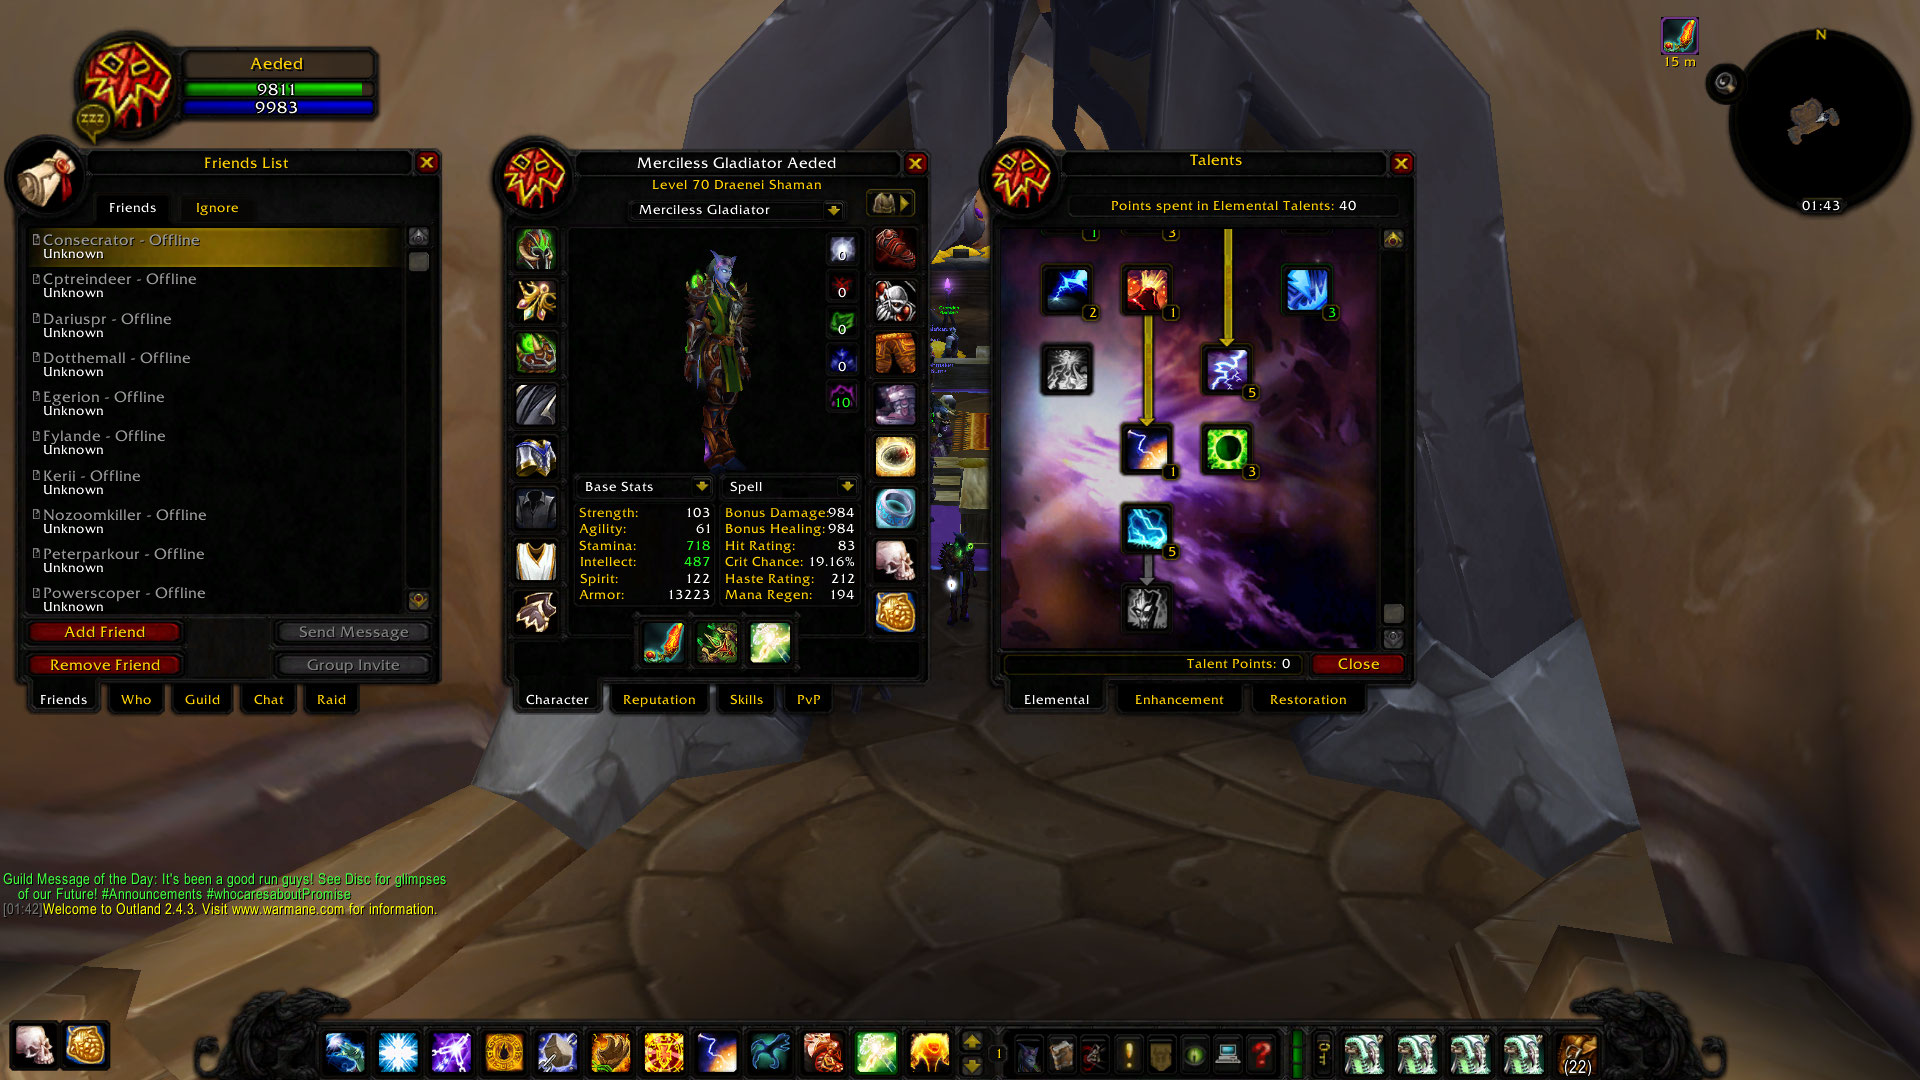 Aeded
9811
9983
zzz
15 m
N
01:43
Friends List
Friends
Ignore
Consecrator - Offline
Unknown
Cptreindeer - Offline
Unknown
Dariuspr - Offline
Unknown
Dotthemall - Offline
Unknown
Egerion - Offline
Unknown
Fylande - Offline
Unknown
Kerii - Offline
Unknown
Nozoomkiller - Offline
Unknown
Peterparkour - Offline
Unknown
Powerscoper - Offline
Unknown
Add Friend
Send Message
Remove Friend
Group Invite
Friends
Who
Guild
Chat
Raid
Merciless Gladiator Aeded
Level 70 Draenei Shaman
Merciless Gladiator
0
0
0
0
10
Base Stats
Strength: 103
Agility: 61
Stamina: 718
Intellect: 487
Spirit: 122
Armor: 13223
Spell
Bonus Damage: 984
Bonus Healing: 984
Hit Rating: 83
Crit Chance: 19.16%
Haste Rating: 212
Mana Regen: 194
Character
Reputation
Skills
PvP
Talents
Points spent in Elemental Talents: 40
1
3
2
1
3
5
1
3
5
Talent Points: 0
Close
Elemental
Enhancement
Restoration
Guild Message of the Day: It's been a good run guys! See Disc for glimpses
of our Future! #Announcements #whocaresaboutPromise
[01:42]Welcome to Outland 2.4.3. Visit www.warmane.com for information.
1
(22)